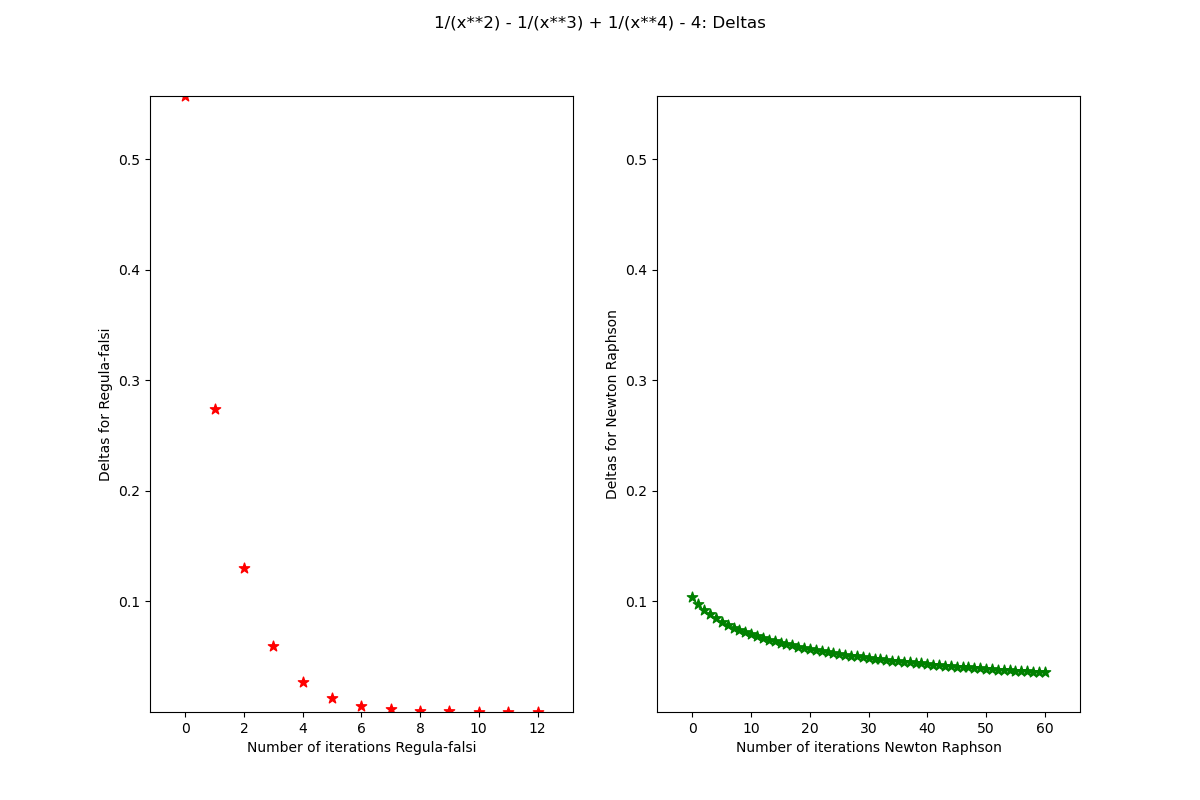 1/(x**2) - 1/(x**3) + 1/(x**4) - 4: Deltas
Deltas for Regula-falsi
0.5
0.4
0.3
0.2
0.1
0 2 4 6 8 10 12
Number of iterations Regula-falsi
Deltas for Newton Raphson
0.5
0.4
0.3
0.2
0.1
0 10 20 30 40 50 60
Number of iterations Newton Raphson